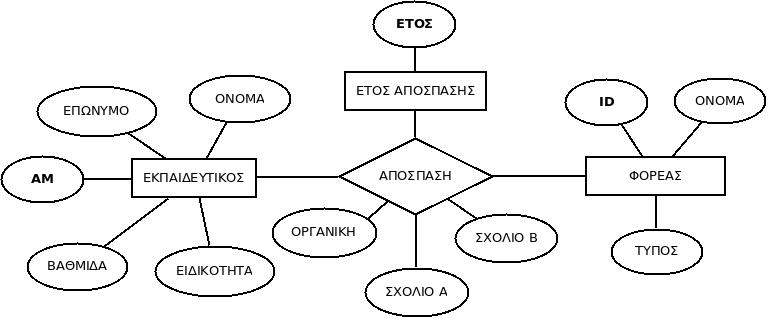 ΕΤΟΣ
ΕΤΟΣ ΑΠΟΣΠΑΣΗΣ
ΕΠΩΝΥΜΟ
ΟΝΟΜΑ
ID
ΟΝΟΜΑ
ΑΜ
ΕΚΠΑΙΔΕΥΤΙΚΟΣ
ΑΠΟΣΠΑΣΗ
ΦΟΡΕΑΣ
ΟΡΓΑΝΙΚΗ
ΣΧΟΛΙΟ Β
ΤΥΠΟΣ
ΒΑΘΜΙΔΑ
ΕΙΔΙΚΟΤΗΤΑ
ΣΧΟΛΙΟ Α